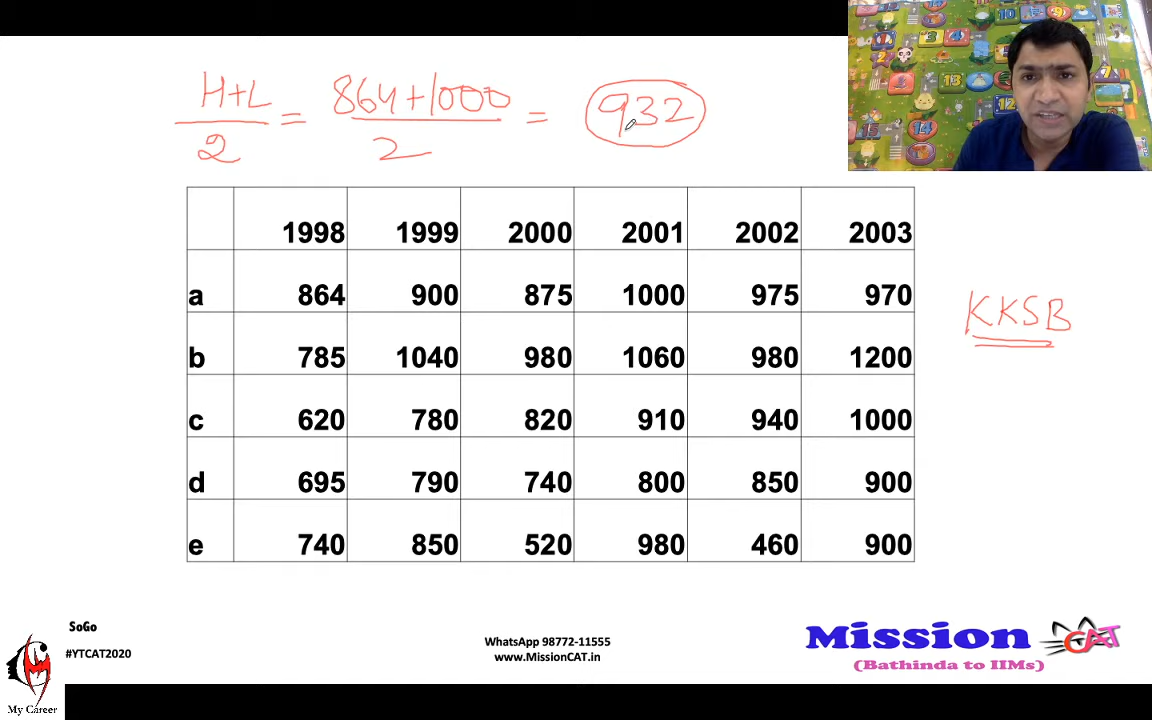 H+L
2
=
864+1000
2
=
932
1998 1999 2000 2001 2002 2003
a 864 900 875 1000 975 970
b 785 1040 980 1060 980 1200
c 620 780 820 910 940 1000
d 695 790 740 800 850 900
e 740 850 520 980 460 900
KKSB
SoGo
#YTCAT2020
My Career
WhatsApp 98772-11555
www.MissionCAT.in
Mission CAT
(Bathinda to IIMs)